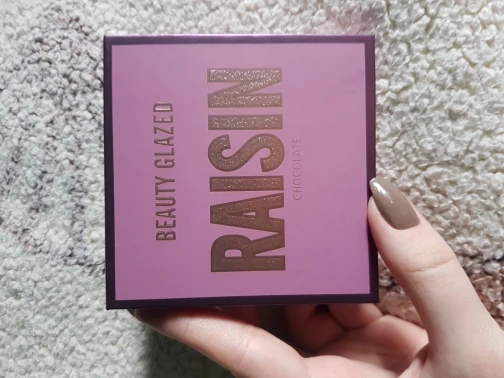 BEAUTY GLAZED
RAISIN
CHOCOLATE